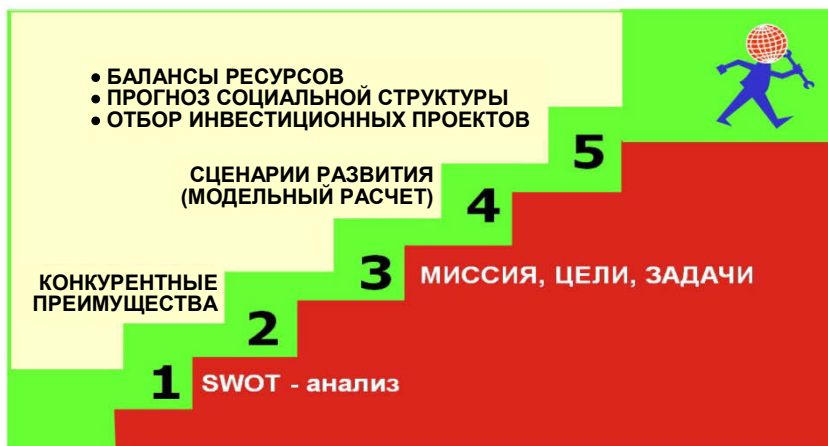 • БАЛАНСЫ РЕСУРСОВ
• ПРОГНОЗ СОЦИАЛЬНОЙ СТРУКТУРЫ
• ОТБОР ИНВЕСТИЦИОННЫХ ПРОЕКТОВ
5
СЦЕНАРИИ РАЗВИТИЯ
(МОДЕЛЬНЫЙ РАСЧЕТ)
4
3 МИССИЯ, ЦЕЛИ, ЗАДАЧИ
КОНКУРЕНТНЫЕ
ПРЕИМУЩЕСТВА
2
1 SWOT - анализ